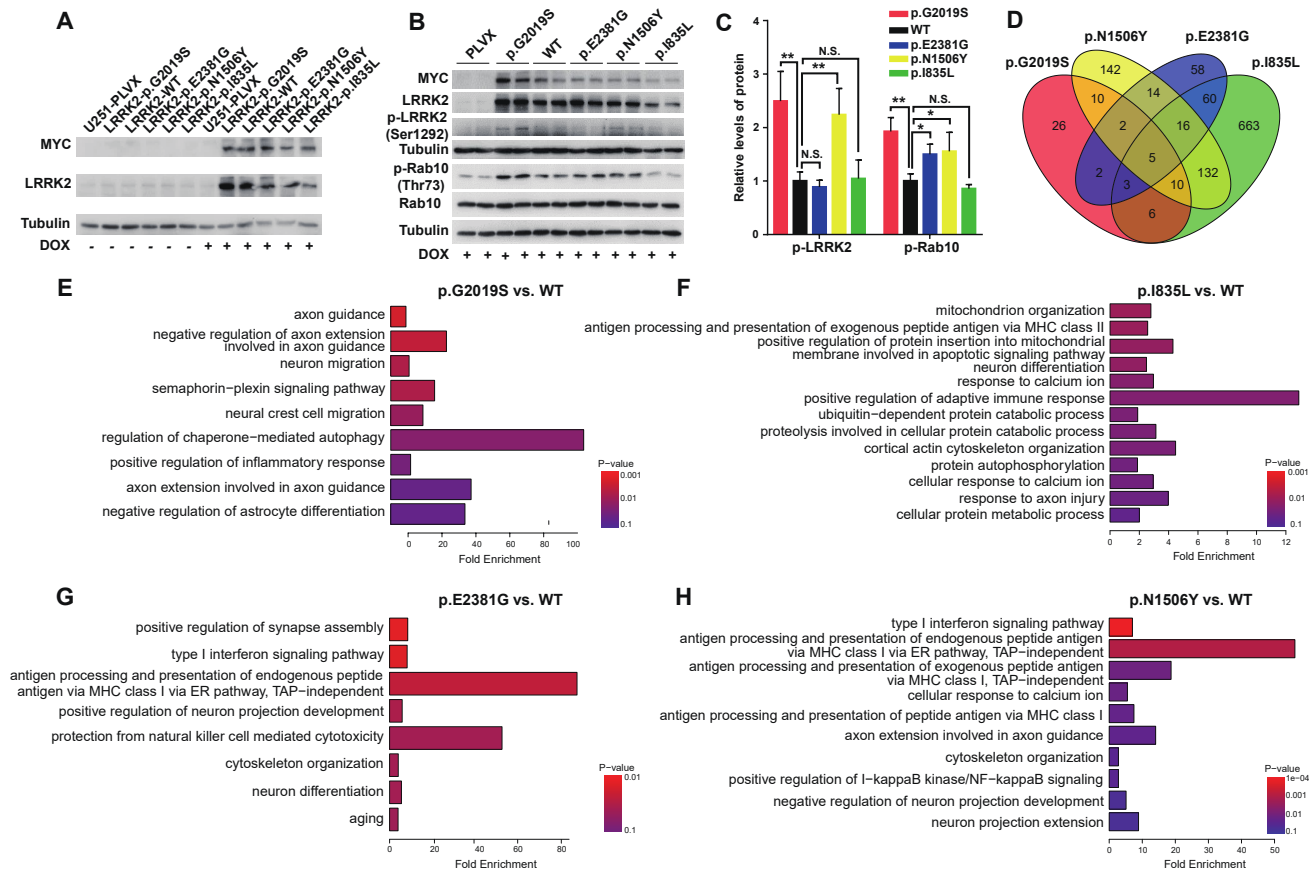 A
U251-PLVX
LRRK2-p.G2019S
LRRK2-WT
LRRK2-p.E2381G
LRRK2-p.N1506Y
LRRK2-p.I835L
U251-PLVX
LRRK2-p.G2019S
LRRK2-WT
LRRK2-p.E2381G
LRRK2-p.N1506Y
LRRK2-p.I835L
MYC
LRRK2
Tubulin
DOX - - - - - - + + + + + +
B
PLVX p.G2019S WT p.E2381G p.N1506Y p.I835L
MYC
LRRK2
p-LRRK2
(Ser1292)
Tubulin
p-Rab10
(Thr73)
Rab10
Tubulin
DOX + + + + + + + + + + + +
C
p.G2019S
WT
p.E2381G
p.N1506Y
p.I835L
Relative levels of protein
4
3
2
1
0
** N.S. ** N.S.
** N.S. * *
p-LRRK2 p-Rab10
D
p.N1506Y p.E2381G
p.G2019S p.I835L
142 58
10 14 60
26 2 16 663
5
2 3 10 132
6
E
p.G2019S vs. WT
axon guidance
negative regulation of axon extension
involved in axon guidance
neuron migration
semaphorin−plexin signaling pathway
neural crest cell migration
regulation of chaperone−mediated autophagy
positive regulation of inflammatory response
axon extension involved in axon guidance
negative regulation of astrocyte differentiation
P−value
0.001
0.01
0.1
0 20 40 60 80 100
Fold Enrichment
F
p.I835L vs. WT
mitochondrion organization
antigen processing and presentation of exogenous peptide antigen via MHC class II
positive regulation of protein insertion into mitochondrial
membrane involved in apoptotic signaling pathway
neuron differentiation
response to calcium ion
positive regulation of adaptive immune response
ubiquitin−dependent protein catabolic process
proteolysis involved in cellular protein catabolic process
cortical actin cytoskeleton organization
protein autophosphorylation
cellular response to calcium ion
response to axon injury
cellular protein metabolic process
P−value
0.001
0.01
0.1
0 2 4 6 8 10 12
Fold Enrichment
G
p.E2381G vs. WT
positive regulation of synapse assembly
type I interferon signaling pathway
antigen processing and presentation of endogenous peptide
antigen via MHC class I via ER pathway, TAP−independent
positive regulation of neuron projection development
protection from natural killer cell mediated cytotoxicity
cytoskeleton organization
neuron differentiation
aging
P−value
0.01
0.1
0 20 40 60 80
Fold Enrichment
H
p.N1506Y vs. WT
type I interferon signaling pathway
antigen processing and presentation of endogenous peptide antigen
via MHC class I via ER pathway, TAP−independent
antigen processing and presentation of exogenous peptide antigen
via MHC class I, TAP−independent
cellular response to calcium ion
antigen processing and presentation of peptide antigen via MHC class I
axon extension involved in axon guidance
cytoskeleton organization
positive regulation of I−kappaB kinase/NF−kappaB signaling
negative regulation of neuron projection development
neuron projection extension
P−value
1e−04
0.001
0.01
0.1
0 10 20 30 40 50
Fold Enrichment